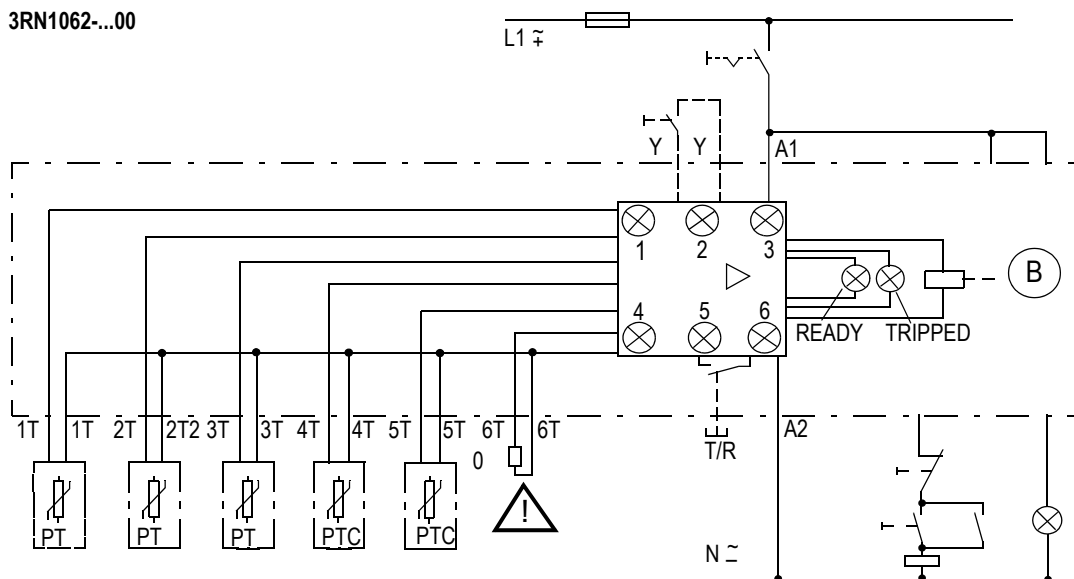 3RN1062-...00
L1 ≂ +
Y Y A1
1 2 3
B
4 5 6
READY TRIPPED
1T 1T 2T 2T2 3T 3T 4T 4T 5T 5T 6T 6T T/R A2
0
!
PT PT PT PTC PTC
N ≂